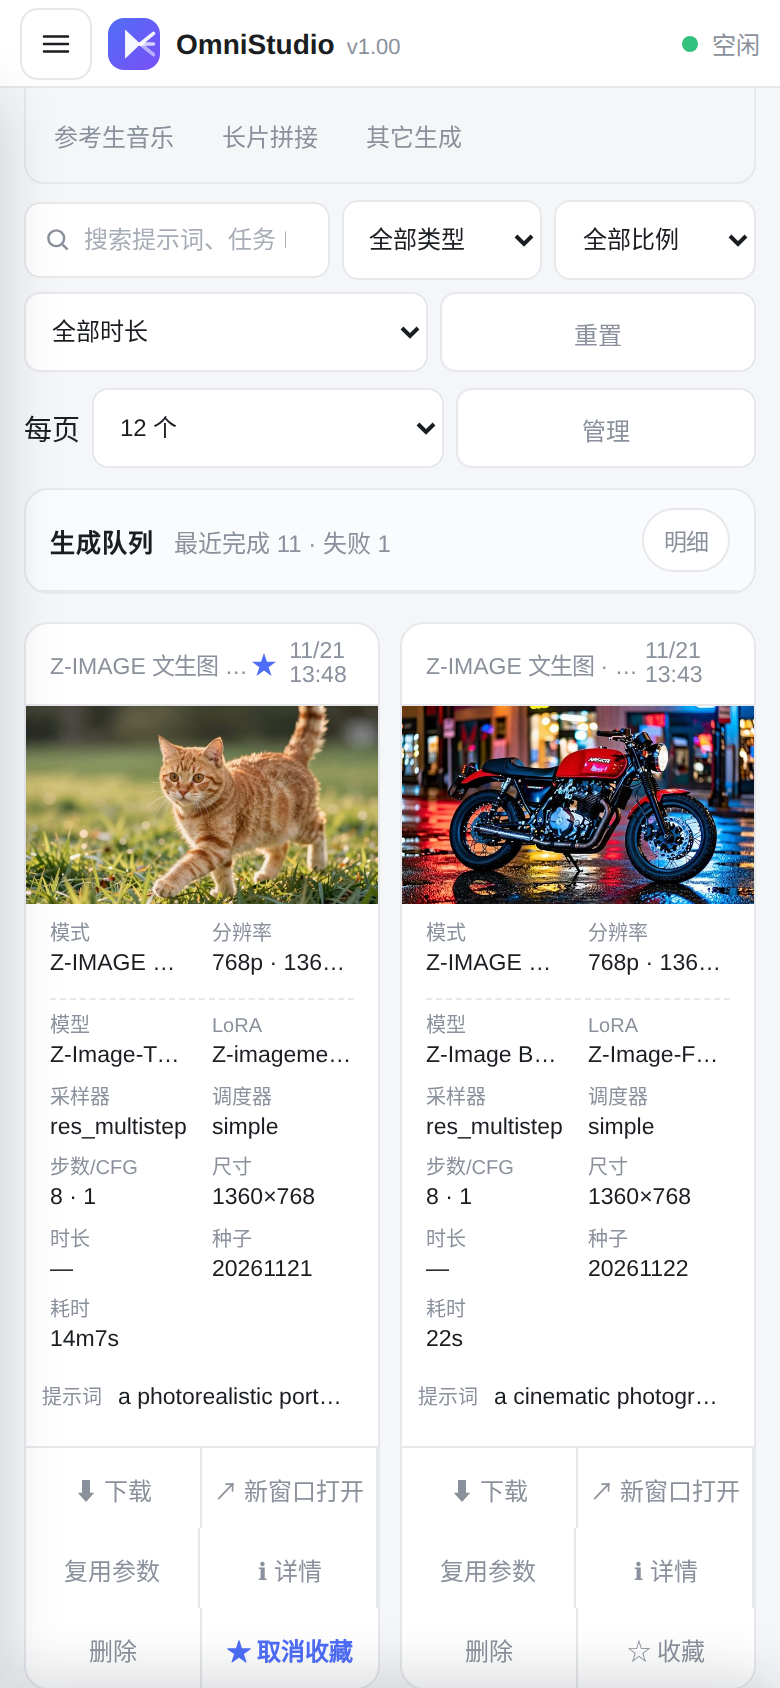 OmniStudio v1.00
空闲
参考生音乐 长片拼接 其它生成
搜索提示词、任务
全部类型
全部比例
全部时长
重置
每页
12 个
管理
生成队列 最近完成 11 · 失败 1
明细
Z-IMAGE 文生图 … ★ 11/21
13:48
模式 分辨率
Z-IMAGE … 768p · 136…
模型 LoRA
Z-Image-T… Z-imageme…
采样器 调度器
res_multistep simple
步数/CFG 尺寸
8 · 1 1360×768
时长 种子
— 20261121
耗时
14m7s
提示词 a photorealistic port…
⬇ 下载 ↗ 新窗口打开
复用参数 ℹ 详情
删除 ★ 取消收藏
Z-IMAGE 文生图 · … 11/21
13:43
模式 分辨率
Z-IMAGE … 768p · 136…
模型 LoRA
Z-Image B… Z-Image-F…
采样器 调度器
res_multistep simple
步数/CFG 尺寸
8 · 1 1360×768
时长 种子
— 20261122
耗时
22s
提示词 a cinematic photogr…
⬇ 下载 ↗ 新窗口打开
复用参数 ℹ 详情
删除 ☆ 收藏